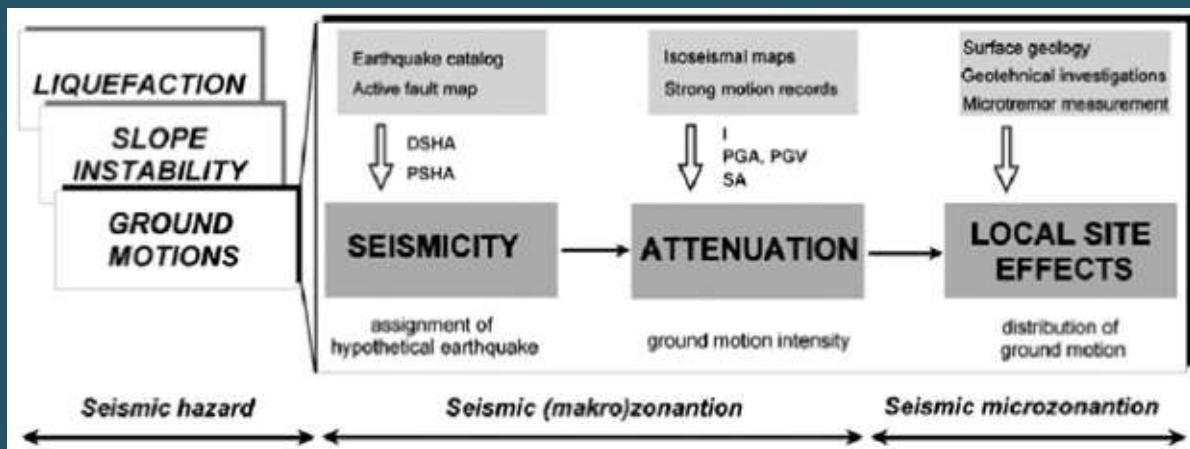 LIQUEFACTION
SLOPE
INSTABILITY
GROUND
MOTIONS
Earthquake catalog
Active fault map
DSHA
PSHA
SEISMICITY
assignment of
hypothetical earthquake
Isoseismal maps
Strong motion records
I
PGA, PGV
SA
ATTENUATION
ground motion intensity
Surface geology
Geotehnical investigations
Microtremor measurement
LOCAL SITE
EFFECTS
distribution of
ground motion
Seismic hazard
Seismic (makro)zonantion
Seismic microzonantion